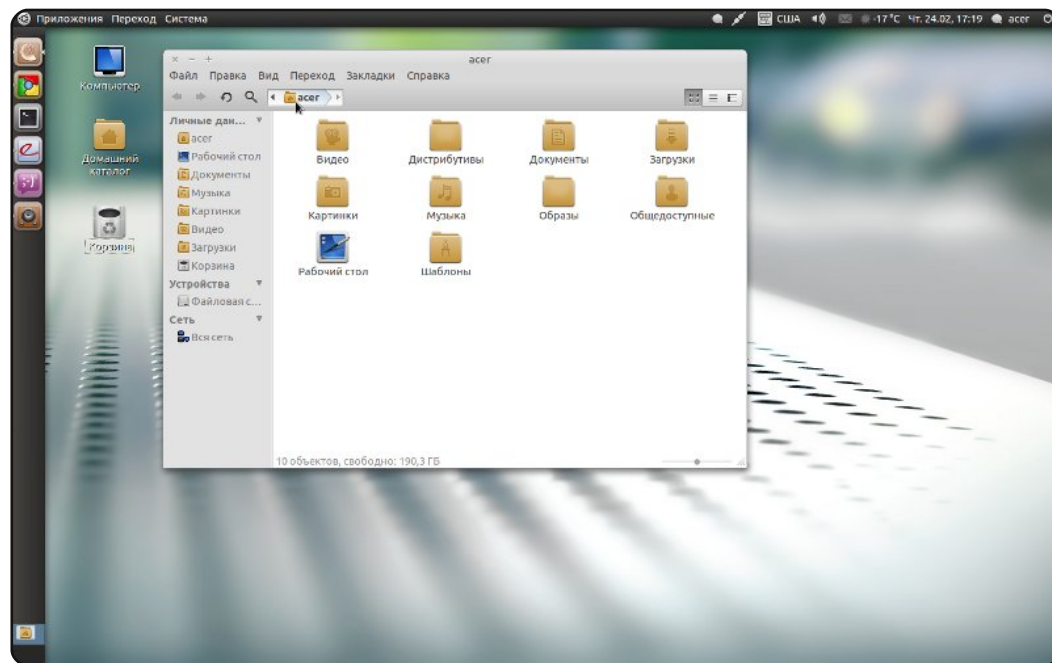 Приложения Переход Система
США -17 °C Чт. 24.02, 17:19 acer
Компьютер
Домашний
каталог
Корзина
acer
Файл Правка Вид Переход Закладки Справка
acer
Личные дан...
acer
Рабочий стол
Документы
Музыка
Картинки
Видео
Загрузки
Корзина
Устройства
Файловая с...
Сеть
Вся сеть
Видео Дистрибутивы Документы Загрузки
Картинки Музыка Образы Общедоступные
Рабочий стол Шаблоны
10 объектов, свободно: 190,3 ГБ